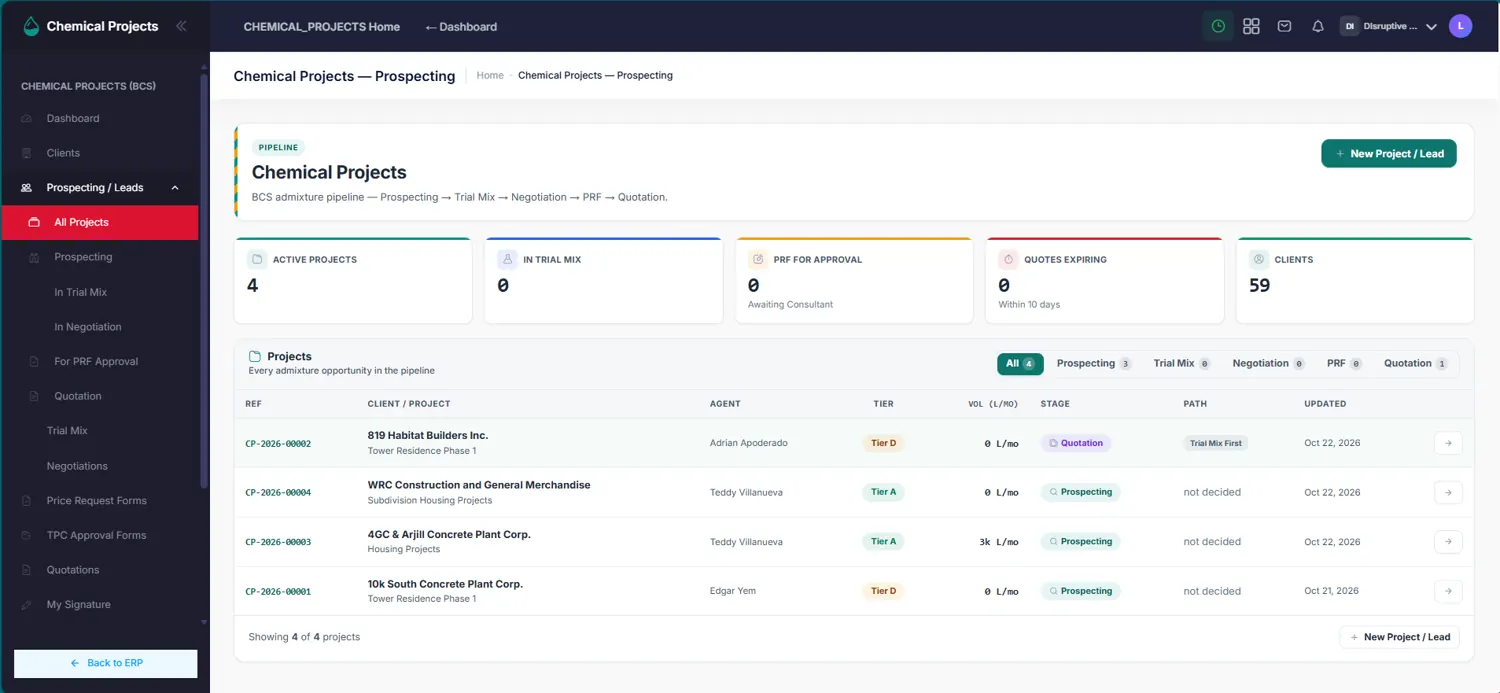 Chemical Projects
CHEMICAL_PROJECTS Home
← Dashboard
DI
DIsruptive ...
L
CHEMICAL PROJECTS (BCS)
Dashboard
Clients
Prospecting / Leads
All Projects
Prospecting
In Trial Mix
In Negotiation
For PRF Approval
Quotation
Trial Mix
Negotiations
Price Request Forms
TPC Approval Forms
Quotations
My Signature
← Back to ERP
Chemical Projects — Prospecting
Home - Chemical Projects — Prospecting
PIPELINE
Chemical Projects
BCS admixture pipeline — Prospecting → Trial Mix → Negotiation → PRF → Quotation.
+ New Project / Lead
ACTIVE PROJECTS
4
IN TRIAL MIX
0
PRF FOR APPROVAL
0
Awaiting Consultant
QUOTES EXPIRING
0
Within 10 days
CLIENTS
59
Projects
Every admixture opportunity in the pipeline
All 4 Prospecting 3 Trial Mix 0 Negotiation 0 PRF 0 Quotation 1
REF CLIENT / PROJECT AGENT TIER VOL (L/MO) STAGE PATH UPDATED
CP-2026-00002 819 Habitat Builders Inc. Adrian Apoderado Tier D 0 L/mo Quotation Trial Mix First Oct 22, 2026 →
Tower Residence Phase 1
CP-2026-00004 WRC Construction and General Merchandise Teddy Villanueva Tier A 0 L/mo Prospecting not decided Oct 22, 2026 →
Subdivision Housing Projects
CP-2026-00003 4GC & Arjill Concrete Plant Corp. Teddy Villanueva Tier A 3k L/mo Prospecting not decided Oct 22, 2026 →
Housing Projects
CP-2026-00001 10k South Concrete Plant Corp. Edgar Yem Tier D 0 L/mo Prospecting not decided Oct 21, 2026 →
Tower Residence Phase 1
Showing 4 of 4 projects
+ New Project / Lead